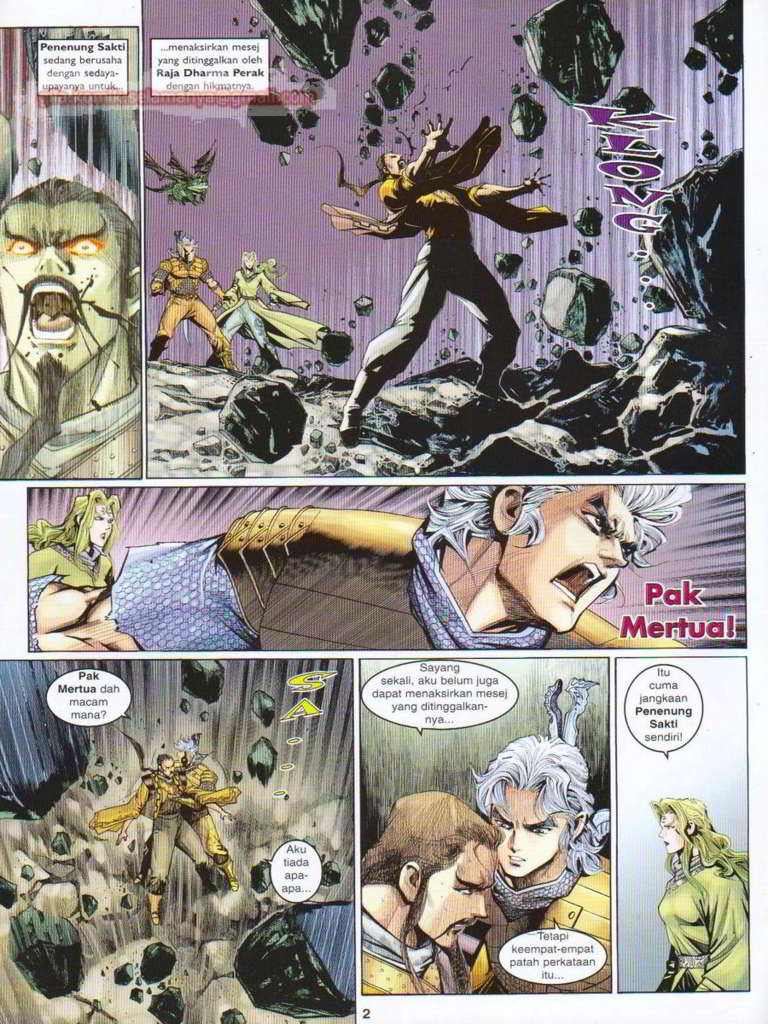 Penenung Sakti
sedang berusaha
dengan sedaya-
upayanya untuk...
...menaksirkan mesej
yang ditinggalkan oleh
Raja Dharma Perak
dengan hikmatnya.
KLONG...
Pak
Mertua!
Pak
Mertua dah
macam
mana?
SA...
Aku
tiada
apa-
apa...
Sayang
sekali, aku belum juga
dapat menaksirkan mesej
yang ditinggalkan-
nya...
Tetapi
keempat-empat
patah perkataan
itu...
Itu
cuma
jangkaan
Penenung
Sakti
sendiri!
2